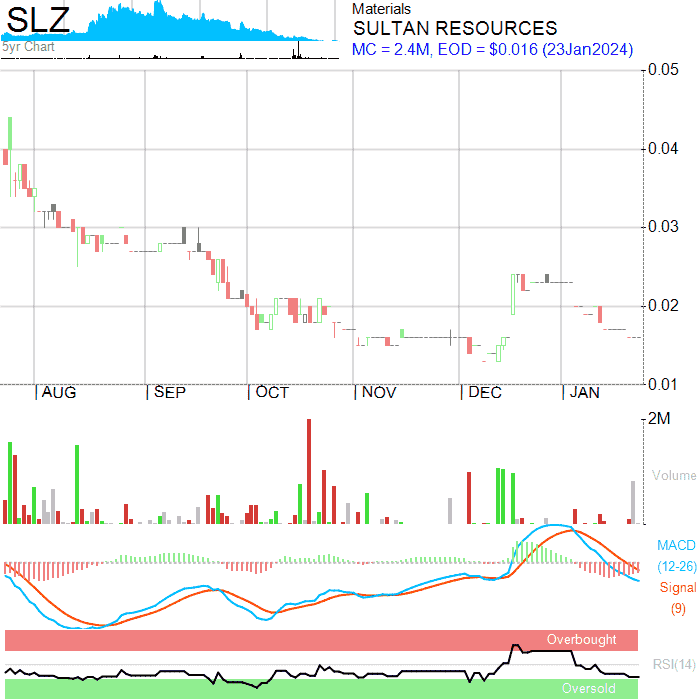 SLZ
5yr Chart
Materials
SULTAN RESOURCES
MC = 2.4M, EOD = $0.016 (23Jan2024)
0.05
0.04
0.03
0.02
0.01
AUG SEP OCT NOV DEC JAN
2M
Volume
MACD
(12-26)
Signal
(9)
Overbought
RSI(14)
Oversold